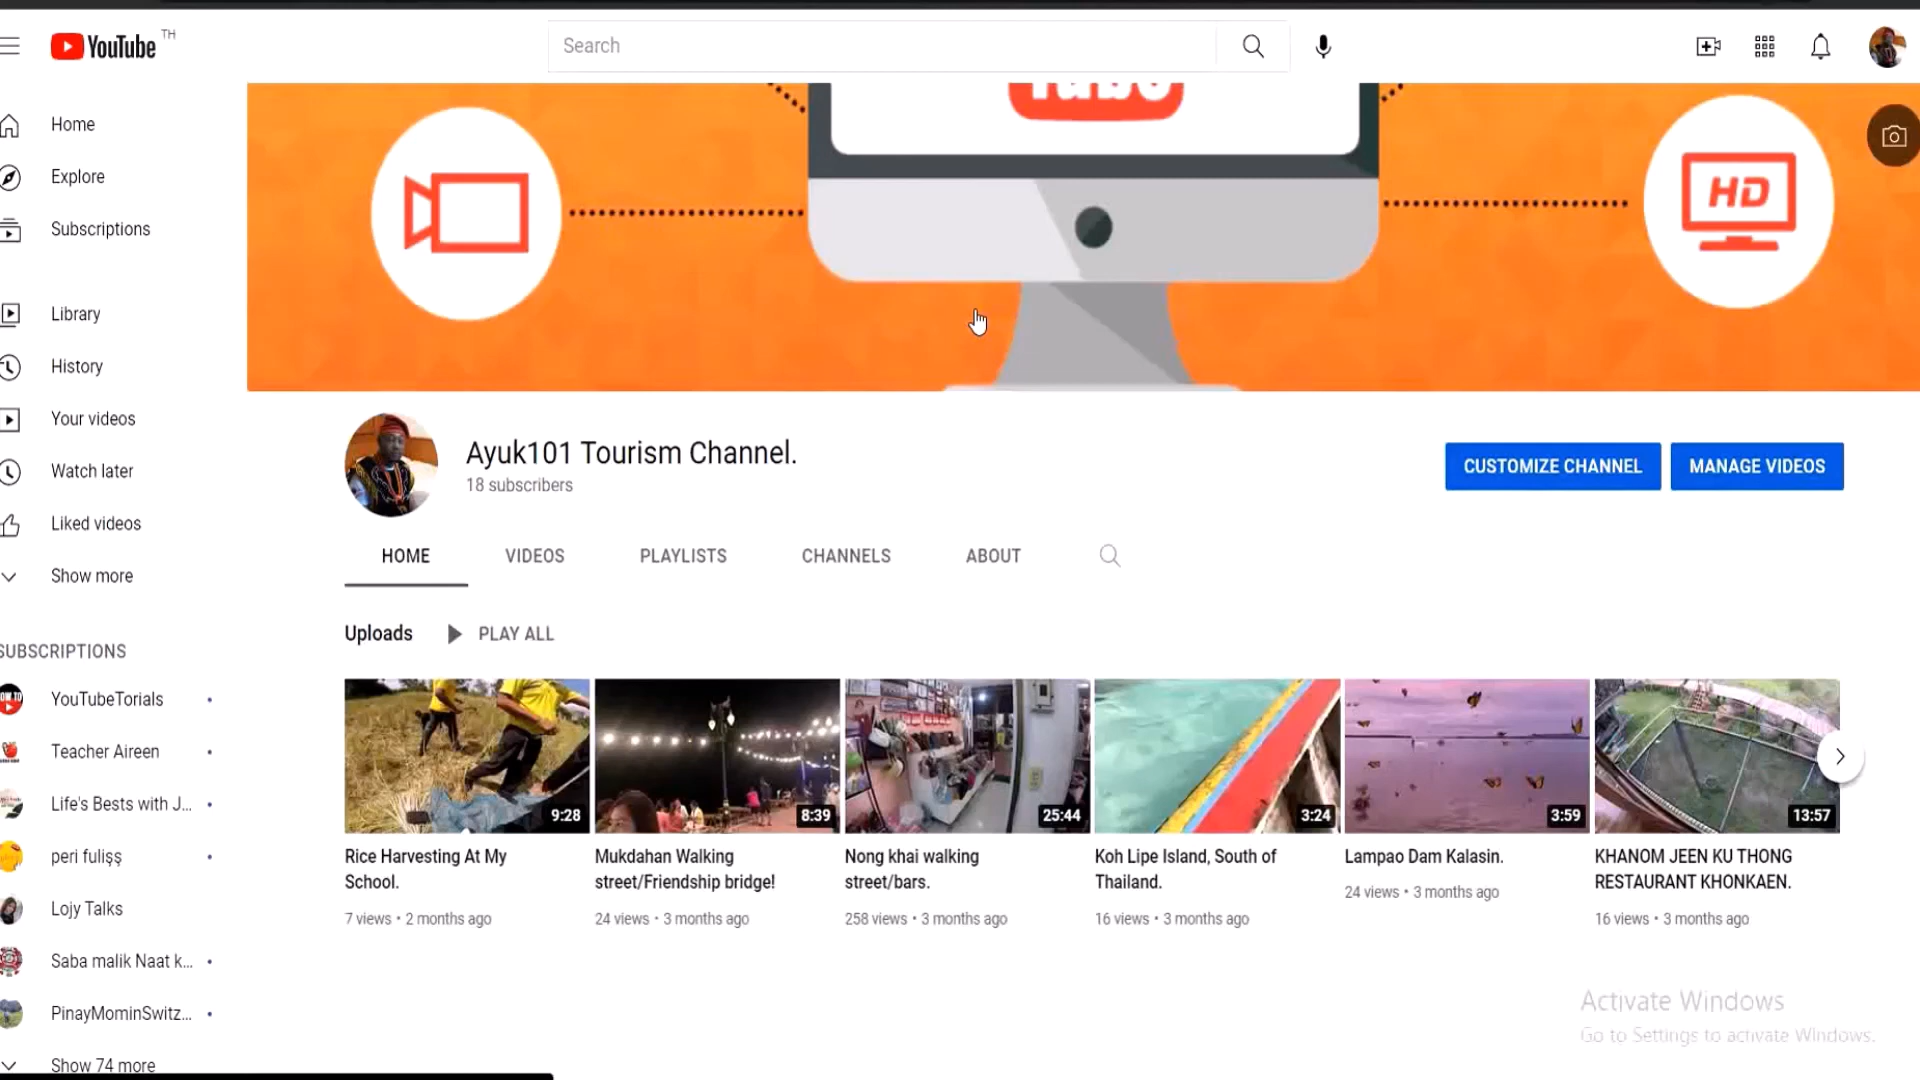 YouTube TH
Search
Home
Explore
Subscriptions
Library
History
Your videos
Watch later
Liked videos
Show more
SUBSCRIPTIONS
YouTubeTorials
Teacher Aireen
Life's Bests with J...
peri fulişş
Lojy Talks
Saba malik Naat k...
PinayMominSwitz...
Show 74 more
Tube
HD
Ayuk101 Tourism Channel.
18 subscribers
CUSTOMIZE CHANNEL
MANAGE VIDEOS
HOME VIDEOS PLAYLISTS CHANNELS ABOUT
Uploads PLAY ALL
9:28
Rice Harvesting At My
School.
7 views • 2 months ago
8:39
Mukdahan Walking
street/Friendship bridge!
24 views • 3 months ago
25:44
Nong khai walking
street/bars.
258 views • 3 months ago
3:24
Koh Lipe Island, South of
Thailand.
16 views • 3 months ago
3:59
Lampao Dam Kalasin.
24 views • 3 months ago
13:57
KHANOM JEEN KU THONG
RESTAURANT KHONKAEN.
16 views • 3 months ago
Activate Windows
Go to Settings to activate Windows.